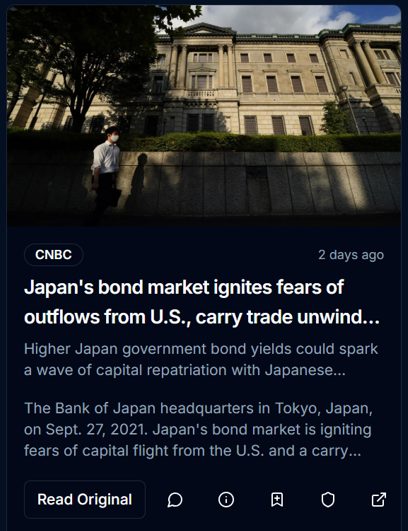 CNBC
2 days ago
Japan's bond market ignites fears of
outflows from U.S., carry trade unwind...
Higher Japan government bond yields could spark
a wave of capital repatriation with Japanese...
The Bank of Japan headquarters in Tokyo, Japan,
on Sept. 27, 2021. Japan's bond market is igniting
fears of capital flight from the U.S. and a carry...
Read Original